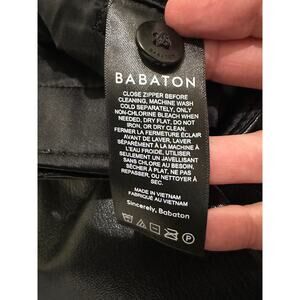 BABATON
CLOSE ZIPPER BEFORE
CLEANING, MACHINE WASH
COLD SEPARATELY, ONLY
NON-CHLORINE BLEACH WHEN
NEEDED, DRY FLAT, DO NOT
IRON, OR DRY CLEAN.
FERMER LA FERMETURE ÉCLAIR
AVANT DE LAVER, LAVER
SÉPARÉMENT À LA MACHINE À
L'EAU FROIDE, UTILISER
SEULEMENT UN JAVELLISANT
SANS CHLORE AU BESOIN,
SÉCHER À PLAT, NE PAS
REPASSER, OU NETTOYER À
SEC.
MADE IN VIETNAM
FABRIQUÉ AU VIETNAM
Sincerely, Babaton